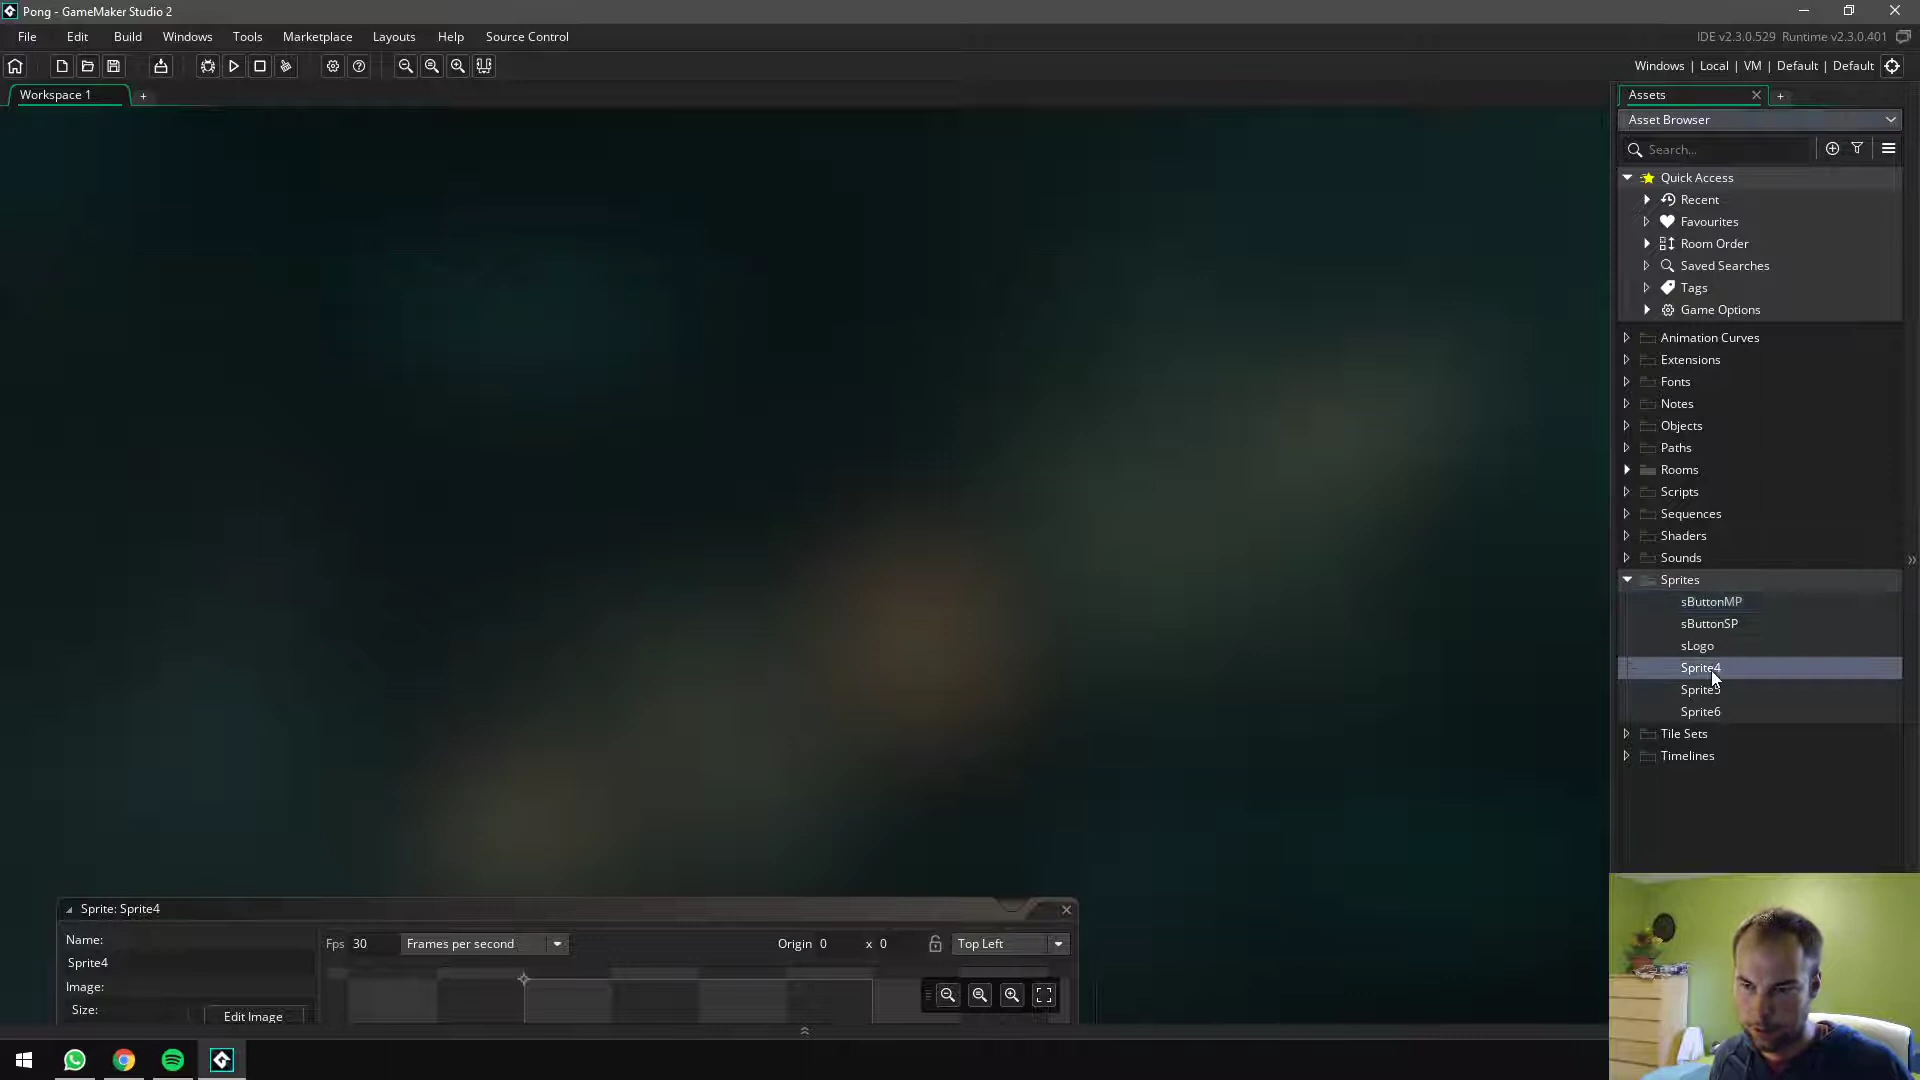 Pong - GameMaker Studio 2
File Edit Build Windows Tools Marketplace Layouts Help Source Control
IDE v2.3.0.529 Runtime v2.3.0.401
Windows | Local | VM | Default | Default
Workspace 1
Assets
Asset Browser
Search...
Quick Access
Recent
Favourites
Room Order
Saved Searches
Tags
Game Options
Animation Curves
Extensions
Fonts
Notes
Objects
Paths
Rooms
Scripts
Sequences
Shaders
Sounds
Sprites
sButtonMP
sButtonSP
sLogo
Sprite4
Sprite5
Sprite6
Tile Sets
Timelines
Sprite: Sprite4
Name:
Sprite4
Image:
Size:
Edit Image
Fps 30 Frames per second
Origin 0 x 0 Top Left